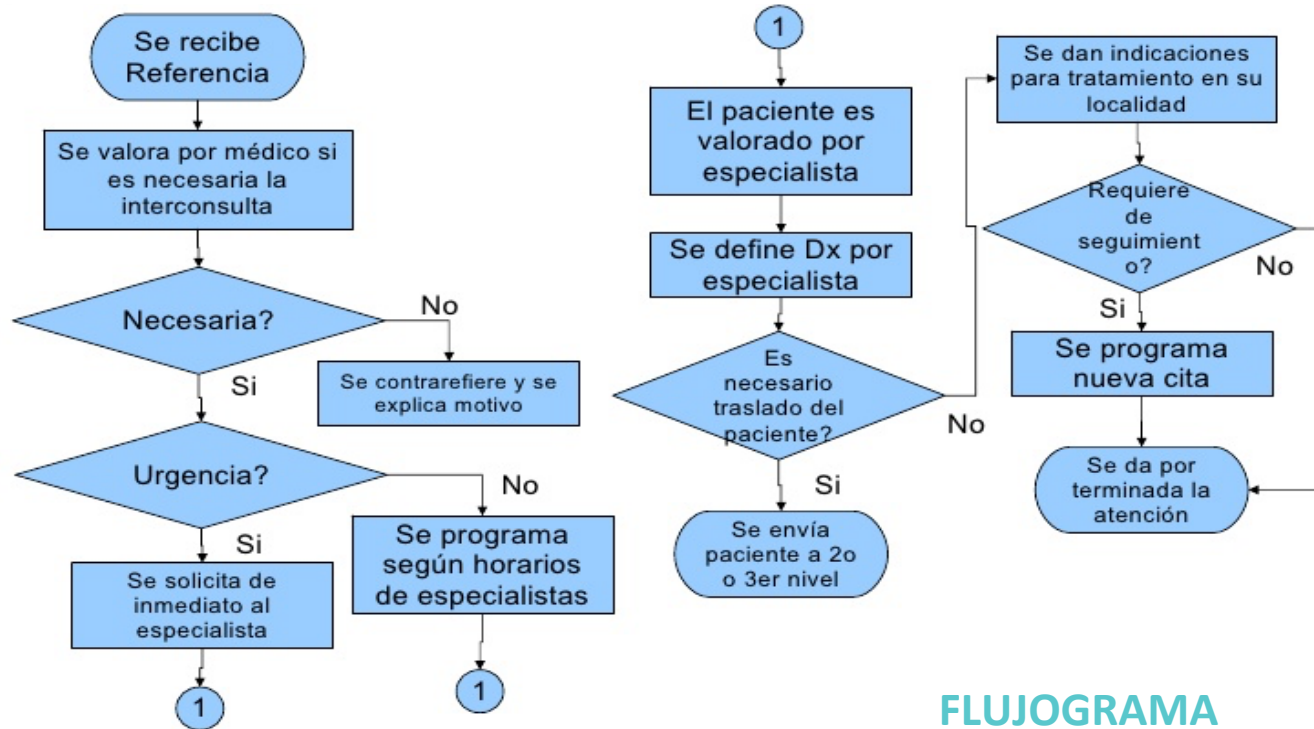 Se recibe
Referencia
Se valora por médico si
es necesaria la
interconsulta
Necesaria?
No
Se contrarefiere y se
explica motivo
Si
Urgencia?
No
Se programa
según horarios
de especialistas
1
Si
Se solicita de
inmediato al
especialista
1
1
El paciente es
valorado por
especialista
Se define Dx por
especialista
Es
necesario
traslado del
paciente?
No
Si
Se envía
paciente a 2o
o 3er nivel
Se dan indicaciones
para tratamiento en su
localidad
Requiere
de
seguimient
o?
No
Si
Se programa
nueva cita
Se da por
terminada la
atención
FLUJOGRAMA